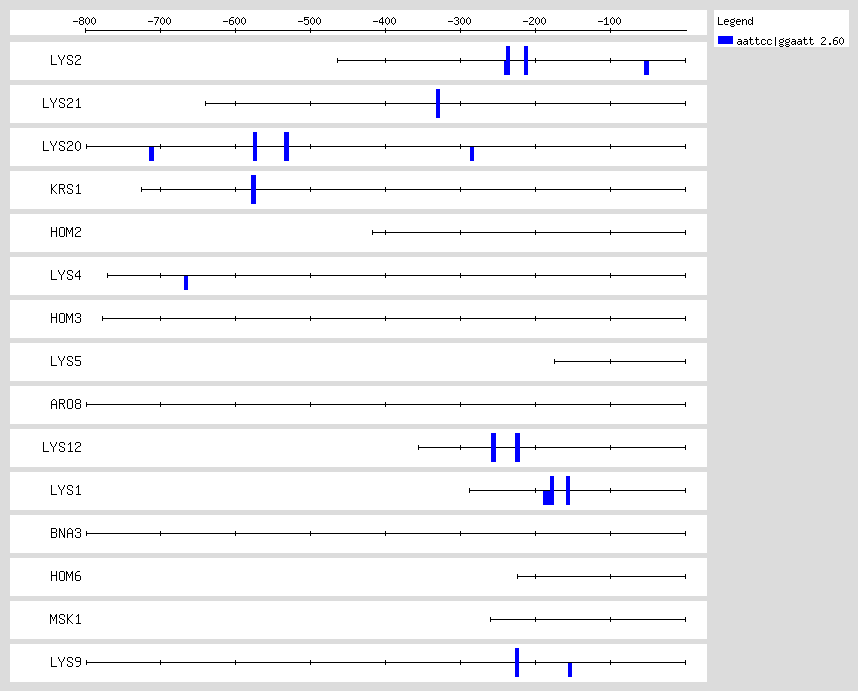 -800 -700 -600 -500 -400 -300 -200 -100
Legend
aattcc|ggaatt 2.60
LYS2
LYS21
LYS20
KRS1
HOM2
LYS4
HOM3
LYS5
ARO8
LYS12
LYS1
BNA3
HOM6
MSK1
LYS9